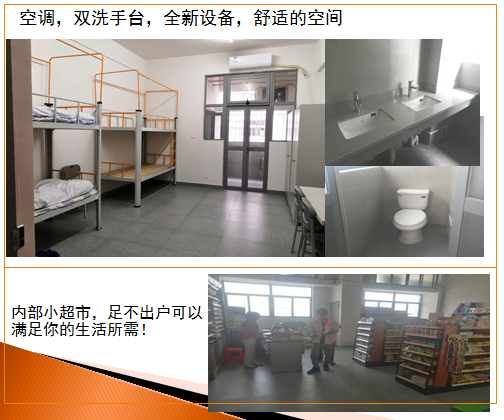 空调，双洗手台，全新设备，舒适的空间
内部小超市，足不出户可以
满足你的生活所需！